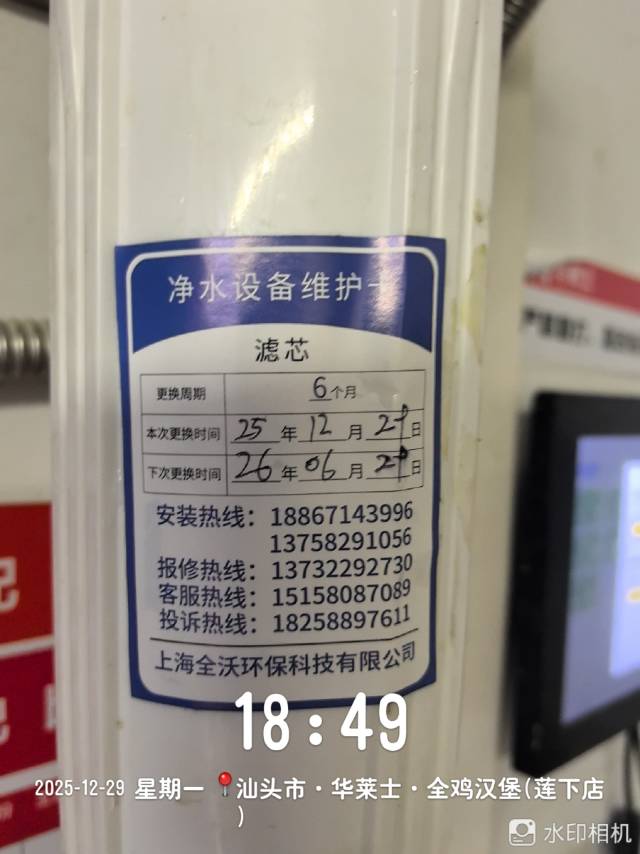 净水设备维护卡
滤芯
更换周期 6个月
本次更换时间 25年12月29日
下次更换时间 26年06月29日
安装热线：18867143996
13758291056
报修热线：13732292730
客服热线：15158087089
投诉热线：18258897611
上海全沃环保科技有限公司
18:49
2025-12-29 星期一 汕头市·华莱士·全鸡汉堡(莲下店
)
水印相机